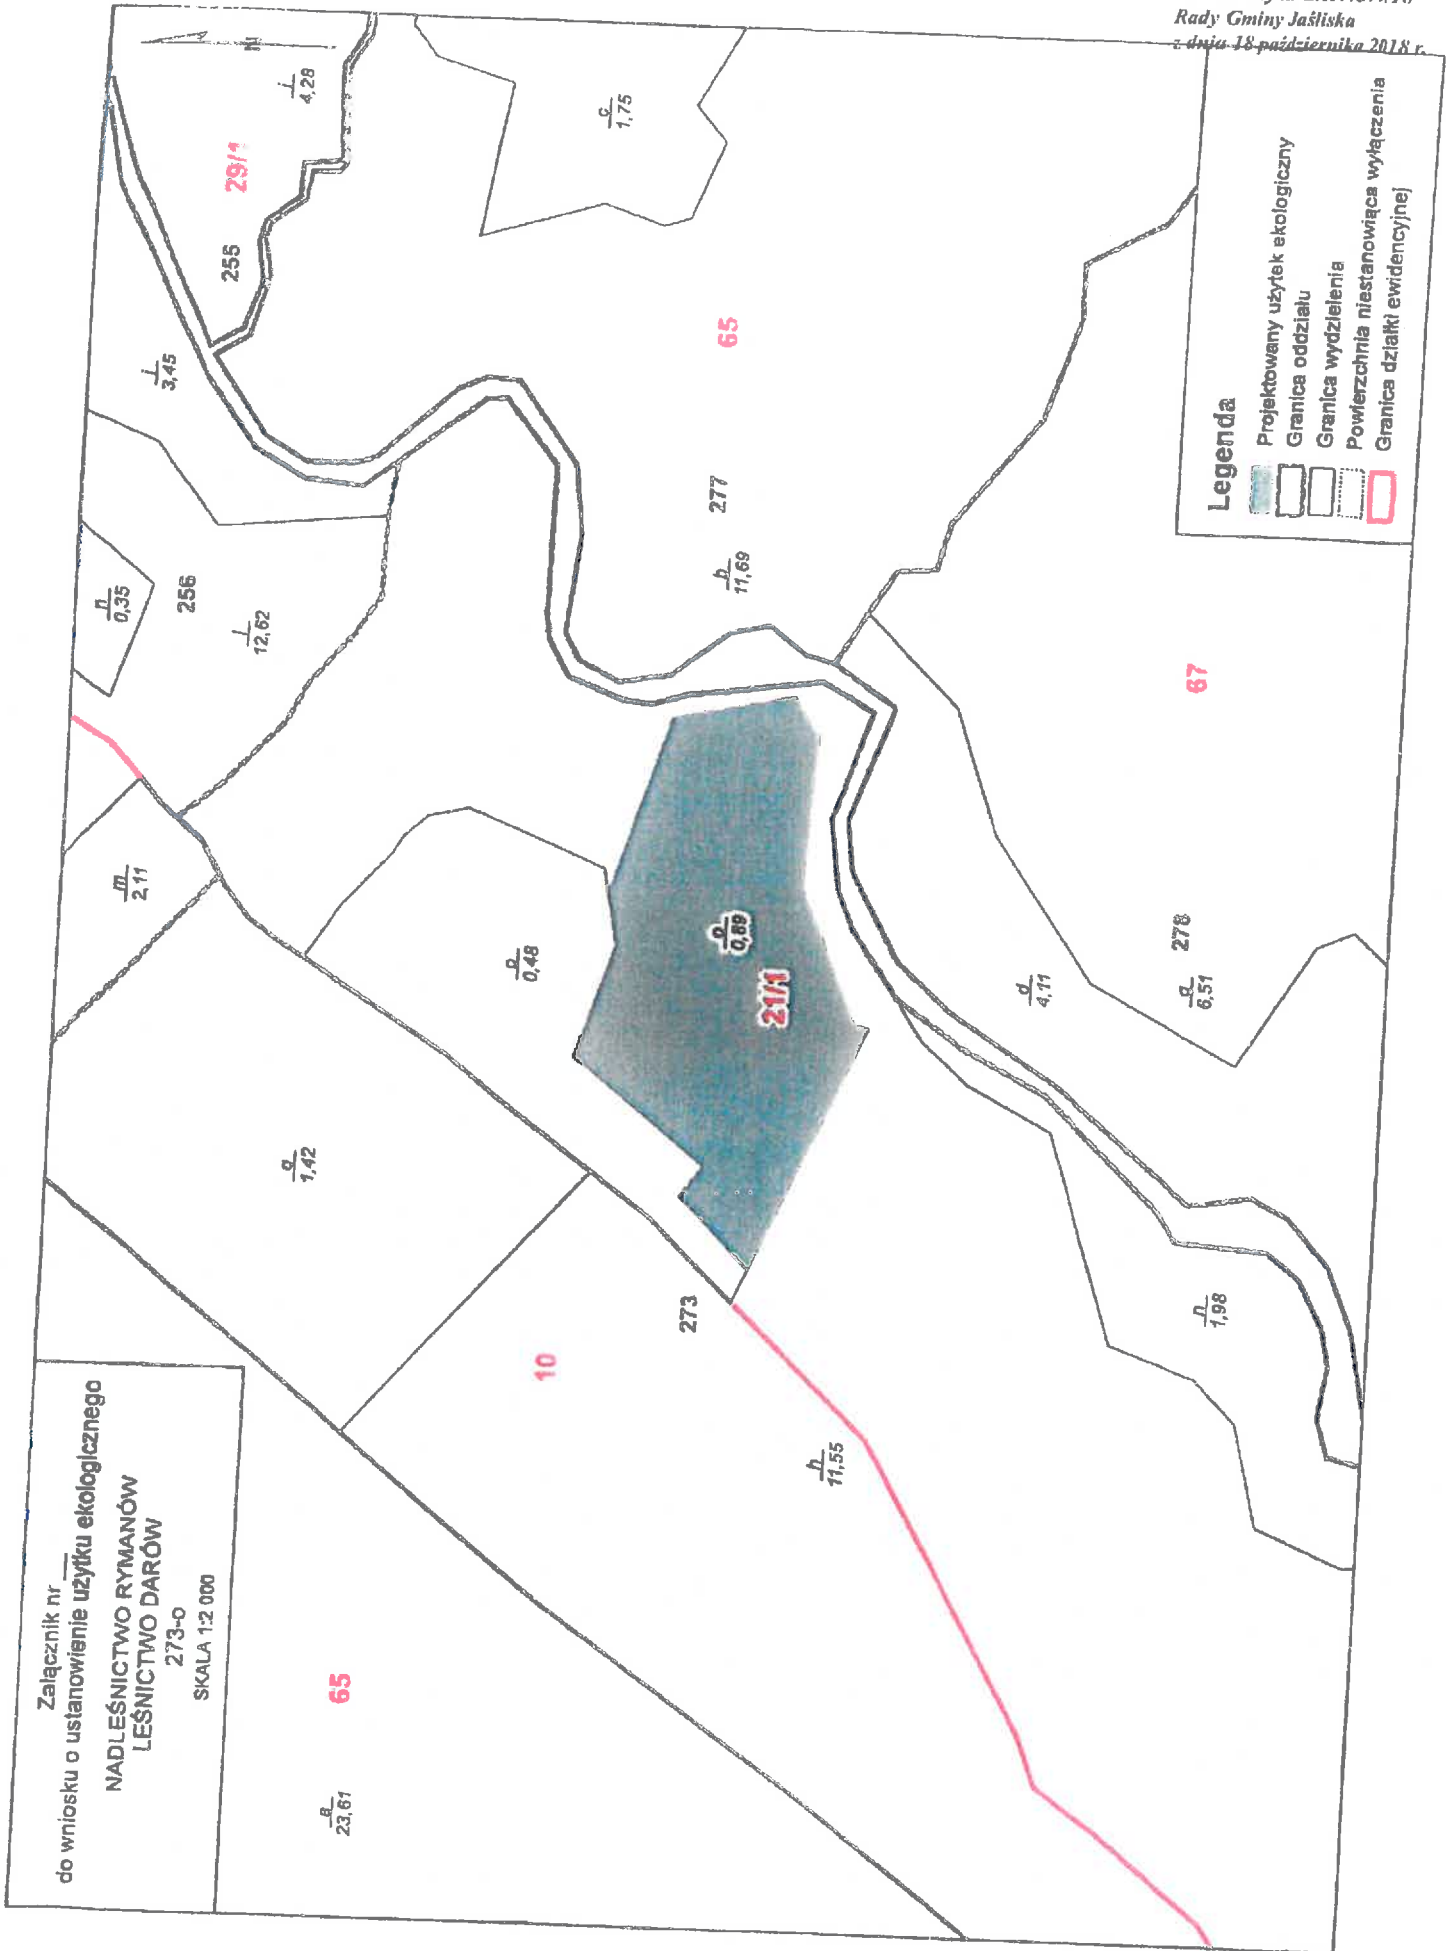 Rady Gminy Jaśliska
z dnia 18 października 2018 r.
Załącznik nr __
do wniosku o ustanowienie użytku ekologicznego
NADLEŚNICTWO RYMANÓW
LEŚNICTWO DARÓW
273-o
SKALA 1:2 000
i
4,28
29/1
255
c
1,75
3,45
n
0,35
256
12,62
65
277
b
11,69
m
2,11
p
0,48
o
0,89
21/1
67
278
6,51
d
4,11
1,42
273
10
h
11,55
n
1,98
65
a
23,61
Legenda
Projektowany użytek ekologiczny
Granica oddziału
Granica wydzielenia
Powierzchnia niestanowiąca wyłączenia
Granica działki ewidencyjnej